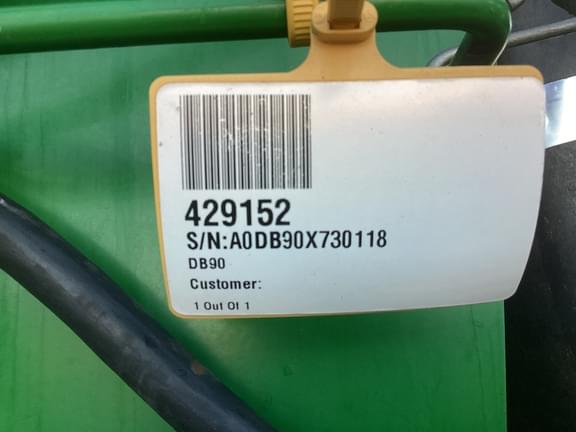 429152
S/N:A0DB90X730118
DB90
Customer:
1 Out Of 1